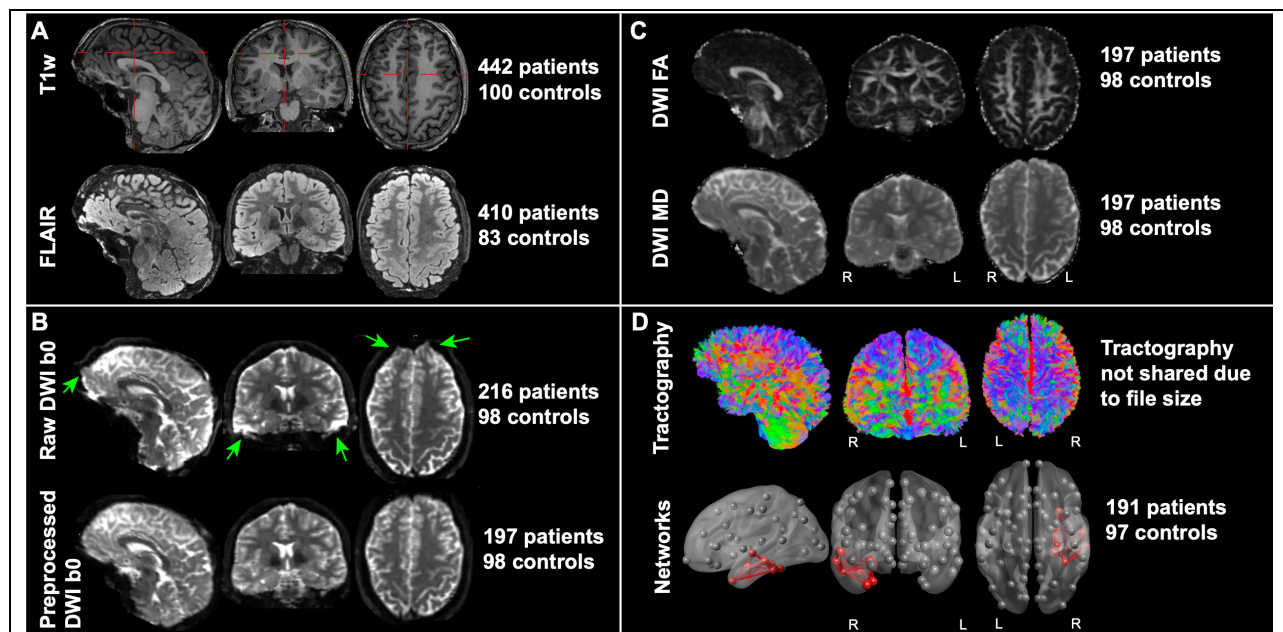 A
T1w
442 patients
100 controls
FLAIR
410 patients
83 controls
B
Raw DWI b0
216 patients
98 controls
Preprocessed
DWI b0
197 patients
98 controls
C
DWI FA
197 patients
98 controls
DWI MD
197 patients
98 controls
R L R L
D
Tractography
Tractography
not shared due
to file size
R L L R
Networks
191 patients
97 controls
R L L R